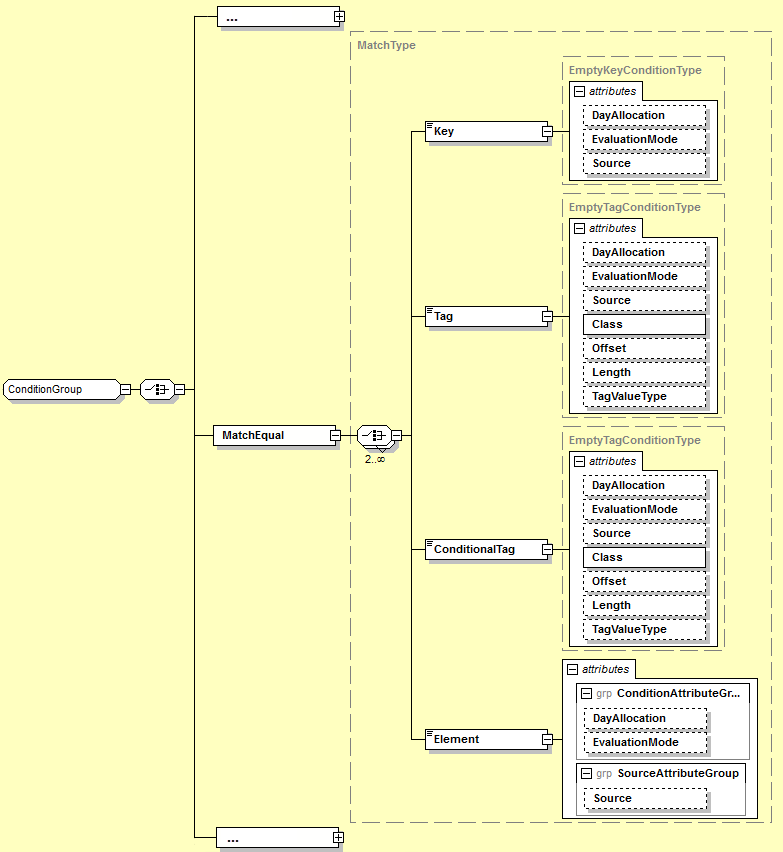 ...
MatchType
EmptyKeyConditionType
attributes
DayAllocation
Key
EvaluationMode
Source
EmptyTagConditionType
attributes
DayAllocation
EvaluationMode
Source
Tag
Class
Offset
Length
ConditionGroup
TagValueType
MatchEqual
2..∞
EmptyTagConditionType
attributes
DayAllocation
EvaluationMode
Source
ConditionalTag
Class
Offset
Length
TagValueType
attributes
grp ConditionAttributeGr...
DayAllocation
Element
EvaluationMode
grp SourceAttributeGroup
Source
...